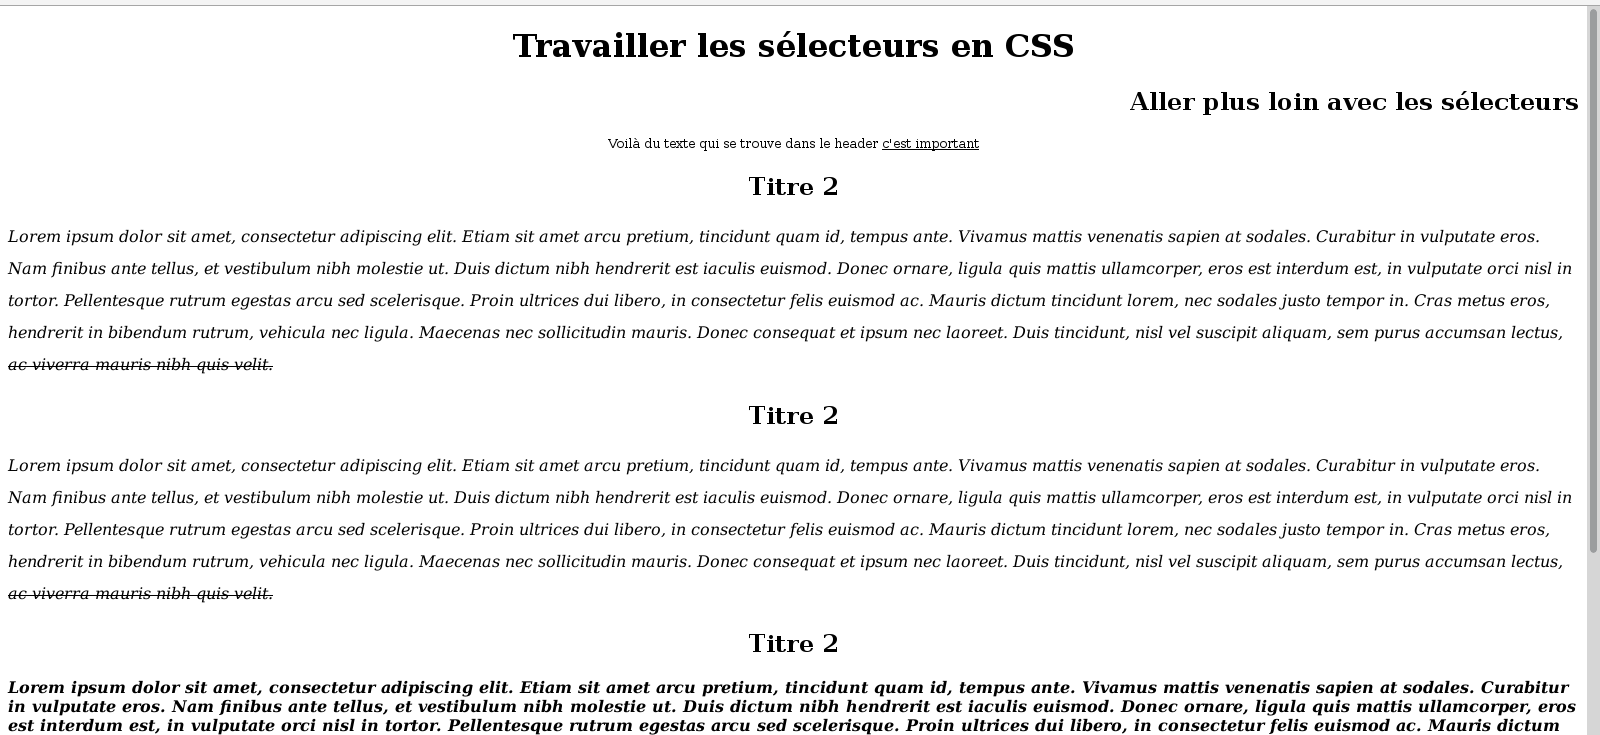 Travailler les sélecteurs en CSS
Aller plus loin avec les sélecteurs
Voilà du texte qui se trouve dans le header c'est important
Titre 2
Lorem ipsum dolor sit amet, consectetur adipiscing elit. Etiam sit amet arcu pretium, tincidunt quam id, tempus ante. Vivamus mattis venenatis sapien at sodales. Curabitur in vulputate eros.
Nam finibus ante tellus, et vestibulum nibh molestie ut. Duis dictum nibh hendrerit est iaculis euismod. Donec ornare, ligula quis mattis ullamcorper, eros est interdum est, in vulputate orci nisl in
tortor. Pellentesque rutrum egestas arcu sed scelerisque. Proin ultrices dui libero, in consectetur felis euismod ac. Mauris dictum tincidunt lorem, nec sodales justo tempor in. Cras metus eros,
hendrerit in bibendum rutrum, vehicula nec ligula. Maecenas nec sollicitudin mauris. Donec consequat et ipsum nec laoreet. Duis tincidunt, nisl vel suscipit aliquam, sem purus accumsan lectus,
ac viverra mauris nibh quis velit.
Titre 2
Lorem ipsum dolor sit amet, consectetur adipiscing elit. Etiam sit amet arcu pretium, tincidunt quam id, tempus ante. Vivamus mattis venenatis sapien at sodales. Curabitur in vulputate eros.
Nam finibus ante tellus, et vestibulum nibh molestie ut. Duis dictum nibh hendrerit est iaculis euismod. Donec ornare, ligula quis mattis ullamcorper, eros est interdum est, in vulputate orci nisl in
tortor. Pellentesque rutrum egestas arcu sed scelerisque. Proin ultrices dui libero, in consectetur felis euismod ac. Mauris dictum tincidunt lorem, nec sodales justo tempor in. Cras metus eros,
hendrerit in bibendum rutrum, vehicula nec ligula. Maecenas nec sollicitudin mauris. Donec consequat et ipsum nec laoreet. Duis tincidunt, nisl vel suscipit aliquam, sem purus accumsan lectus,
ac viverra mauris nibh quis velit.
Titre 2
Lorem ipsum dolor sit amet, consectetur adipiscing elit. Etiam sit amet arcu pretium, tincidunt quam id, tempus ante. Vivamus mattis venenatis sapien at sodales. Curabitur
in vulputate eros. Nam finibus ante tellus, et vestibulum nibh molestie ut. Duis dictum nibh hendrerit est iaculis euismod. Donec ornare, ligula quis mattis ullamcorper, eros
est interdum est, in vulputate orci nisl in tortor. Pellentesque rutrum egestas arcu sed scelerisque. Proin ultrices dui libero, in consectetur felis euismod ac. Mauris dictum